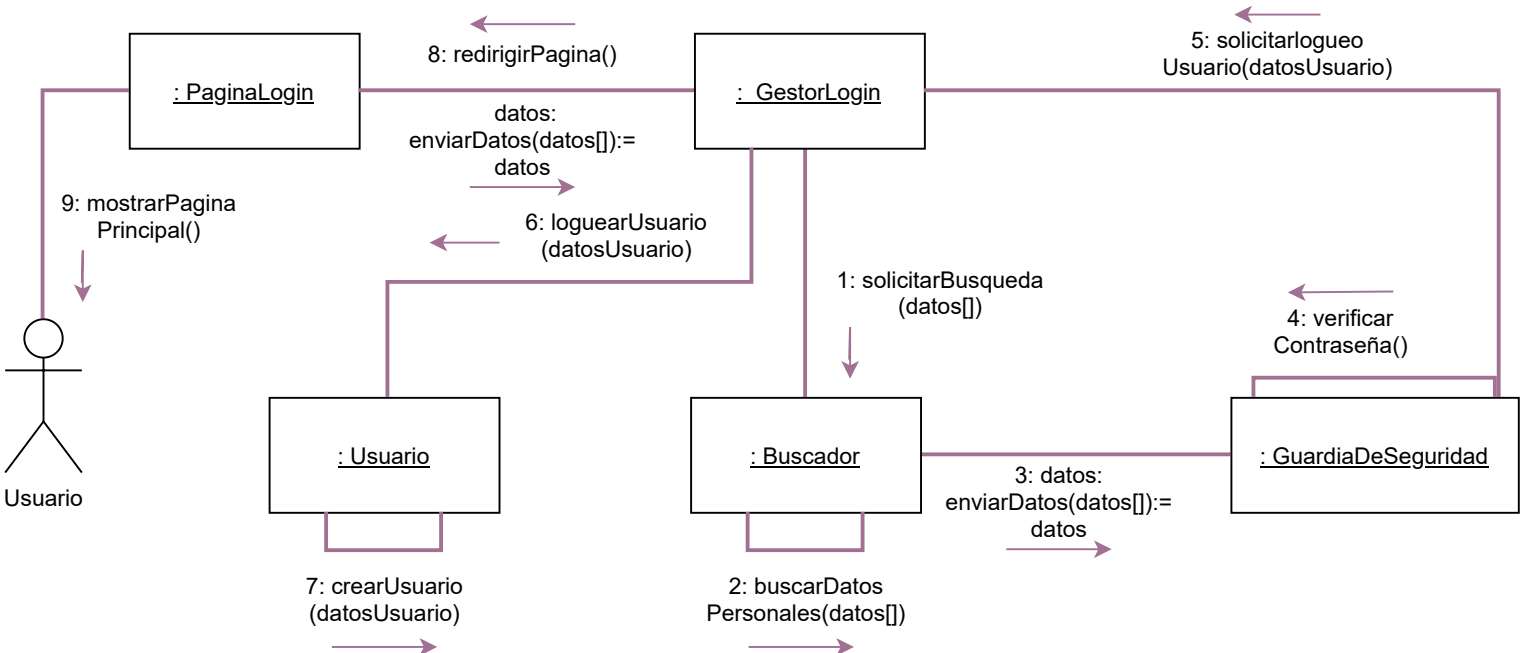 8: redirigirPagina()
5: solicitarlogueo
Usuario(datosUsuario)
: PaginaLogin
:  GestorLogin
datos:
enviarDatos(datos[]):=
datos
9: mostrarPagina
Principal()
6: loguearUsuario
(datosUsuario)
1: solicitarBusqueda
(datos[])
4: verificar
Contraseña()
: Usuario
: Buscador
: GuardiaDeSeguridad
Usuario
3: datos:
enviarDatos(datos[]):=
datos
7: crearUsuario
(datosUsuario)
2: buscarDatos
Personales(datos[])